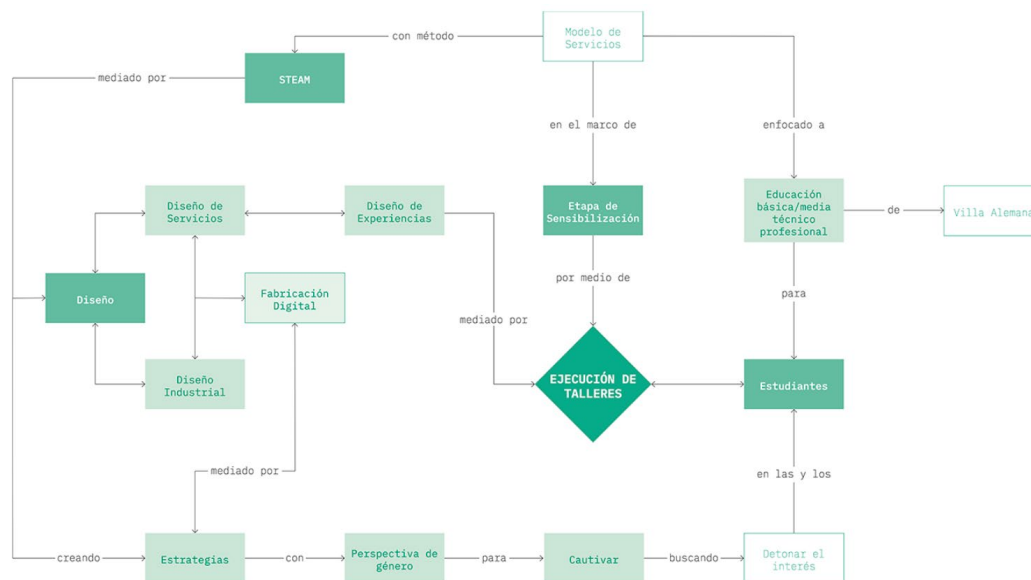 con método
Modelo de
Servicios
mediado por
STEAM
en el marco de
enfocado a
Diseño de
Servicios
Diseño de
Experiencias
Etapa de
Sensibilización
Educación
básica/media
técnico
profesional
de
Villa Alemana
Diseño
Fabricación
Digital
por medio de
para
mediado por
Diseño
Industrial
EJECUCIÓN DE
TALLERES
Estudiantes
mediado por
en las y los
creando
Estrategias
con
Perspectiva de
género
para
Cautivar
buscando
Detonar el
interés